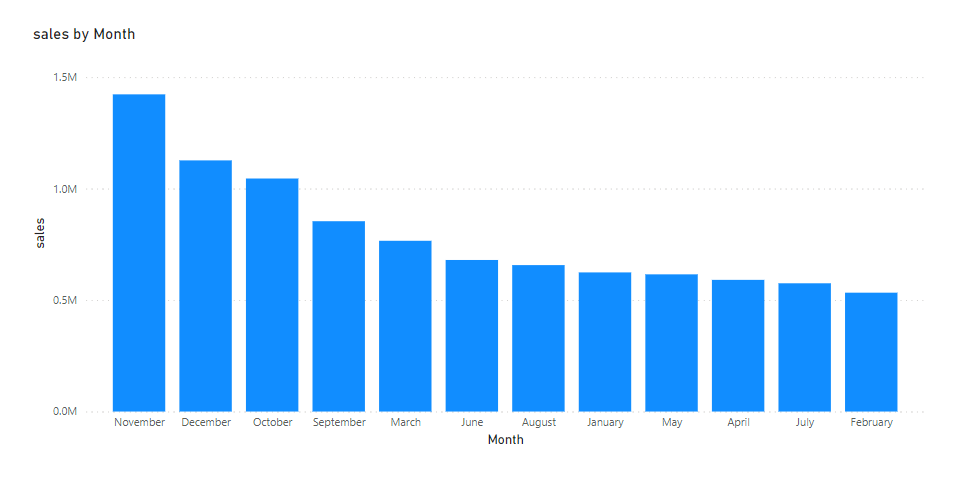 sales by Month
1.5M
1.0M
0.5M
0.0M
sales
November December October September March June August January May April July February
Month